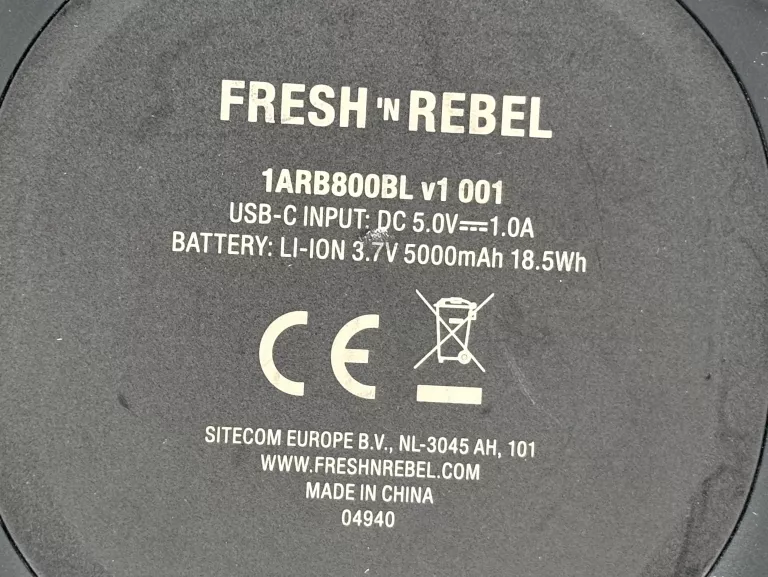 FRESH 'N REBEL
1ARB800BL v1 001
USB-C INPUT: DC 5.0V⎓1.0A
BATTERY: LI-ION 3.7V 5000mAh 18.5Wh
CE
SITECOM EUROPE B.V., NL-3045 AH, 101
WWW.FRESHNREBEL.COM
MADE IN CHINA
04940